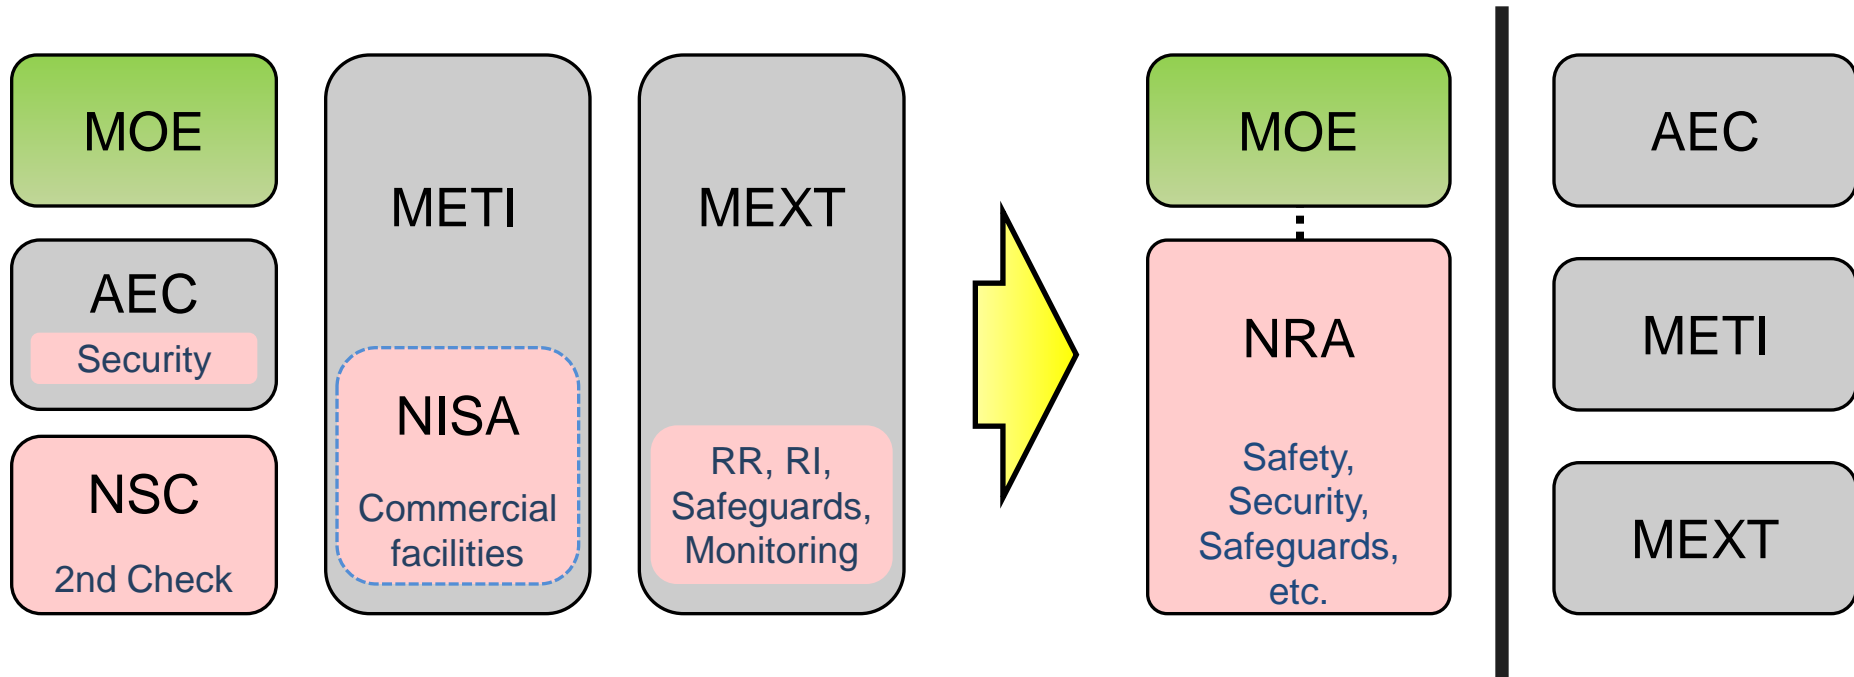 MOE
AEC
Security
NSC
2nd Check
METI
NISA
Commercial
facilities
MEXT
RR, RI,
Safeguards,
Monitoring
MOE
NRA
Safety,
Security,
Safeguards,
etc.
AEC
METI
MEXT